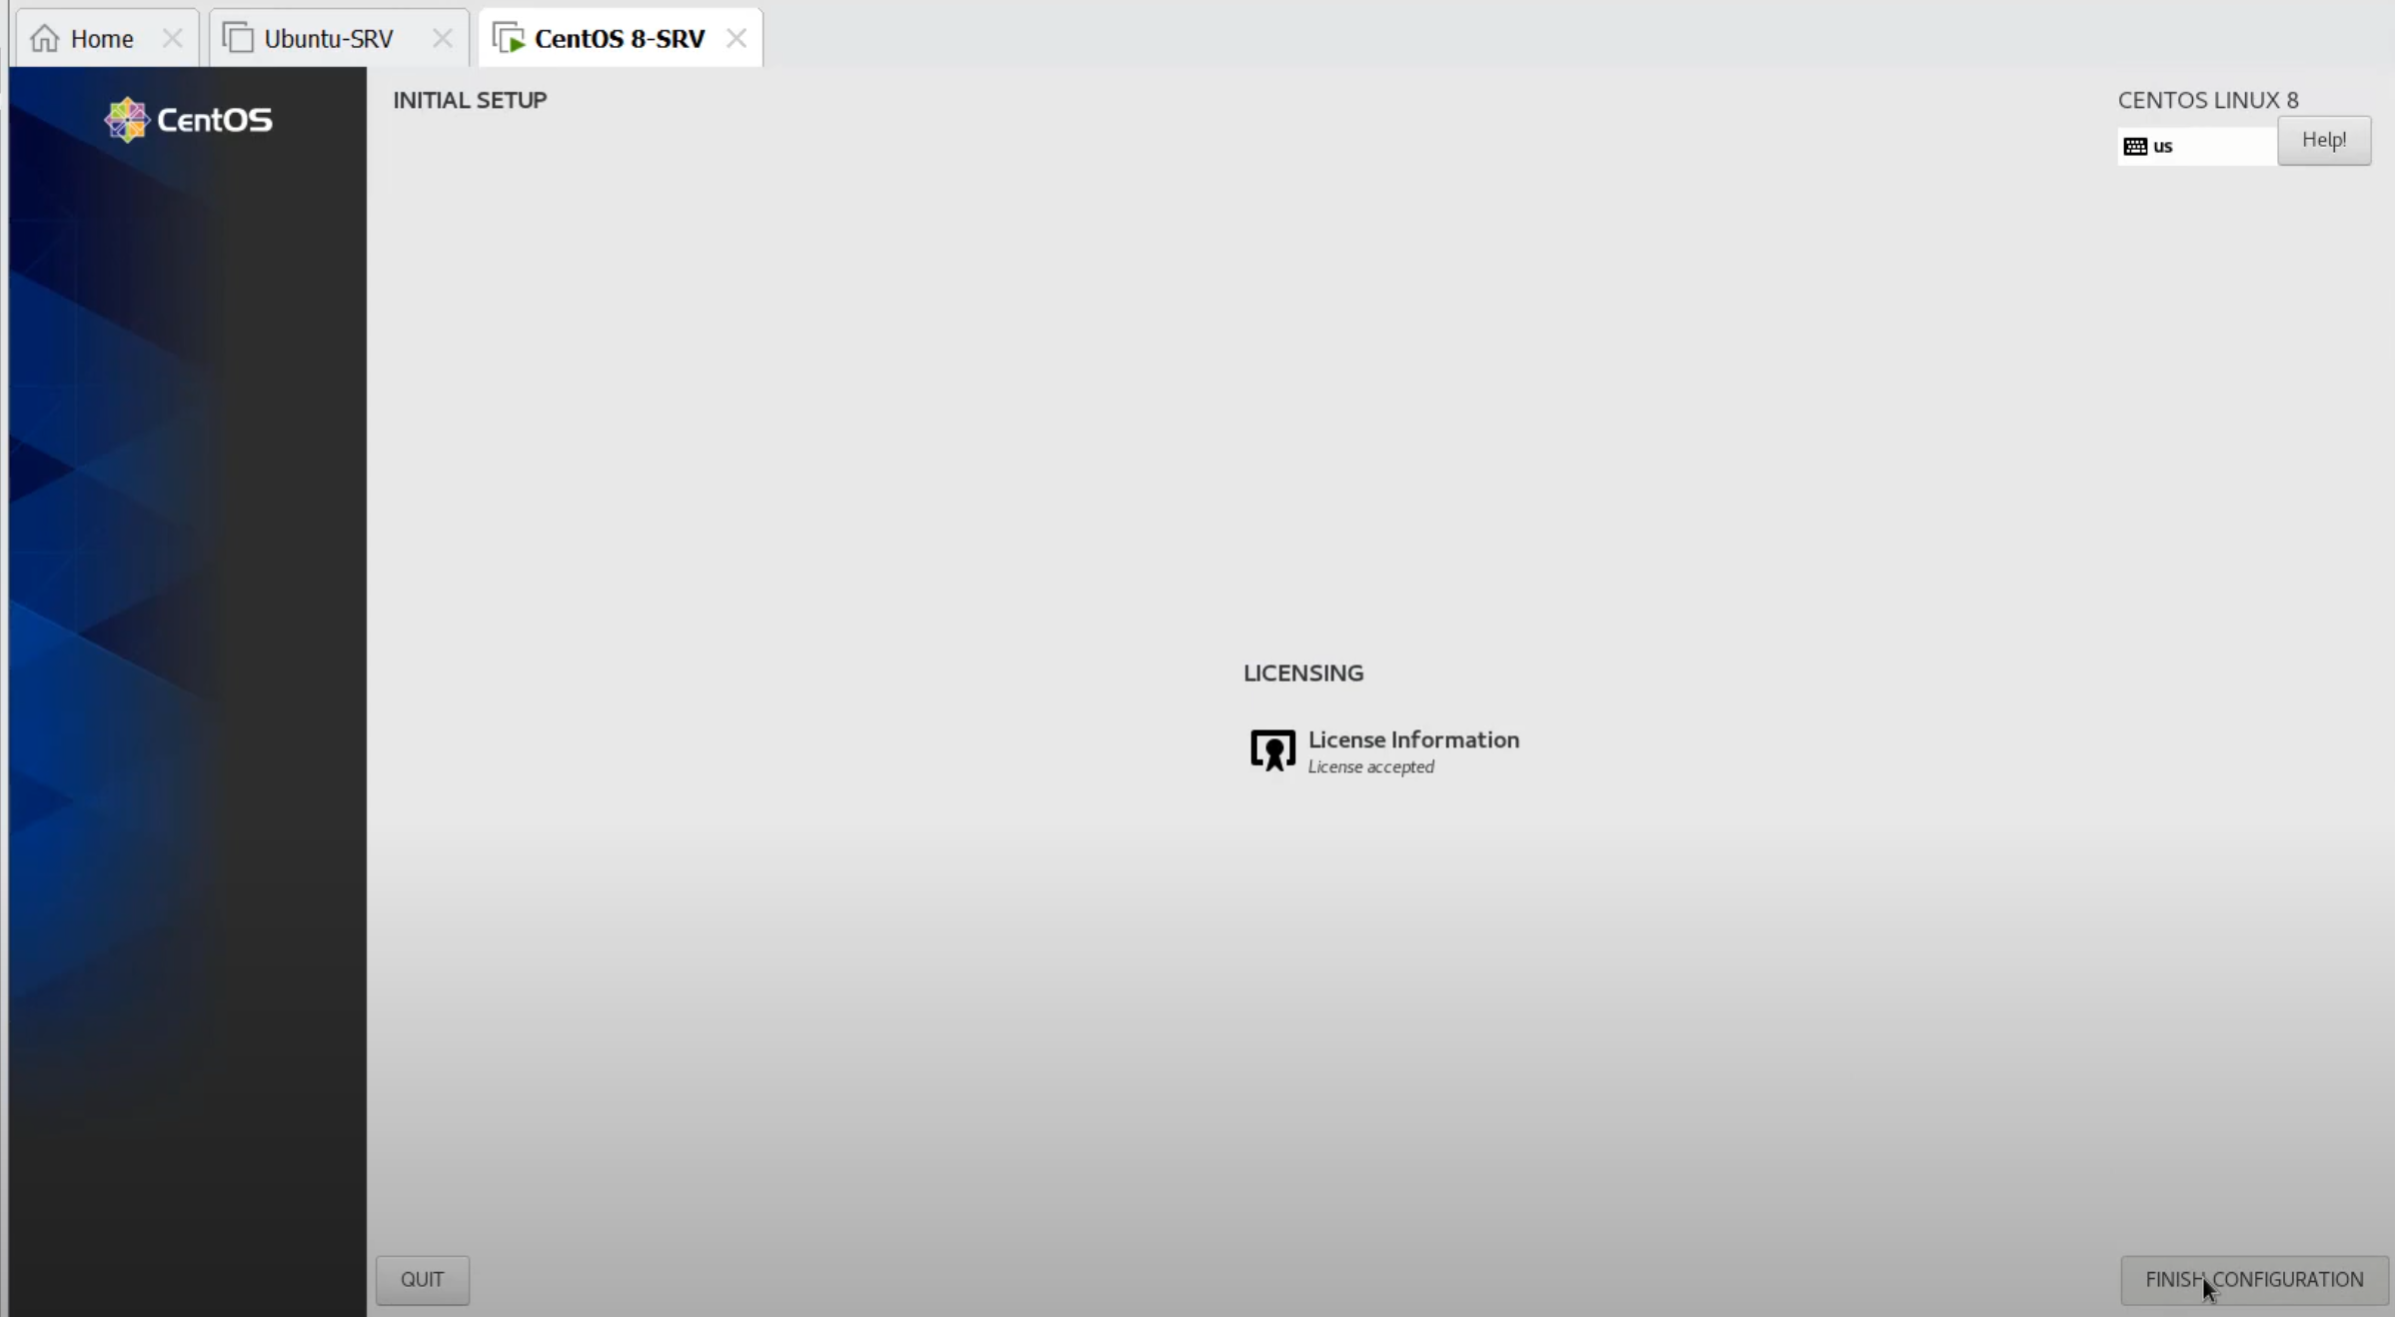 Home
Ubuntu-SRV
CentOS 8-SRV
CentOS
INITIAL SETUP
CENTOS LINUX 8
us
Help!
LICENSING
License Information
License accepted
QUIT
FINISH CONFIGURATION